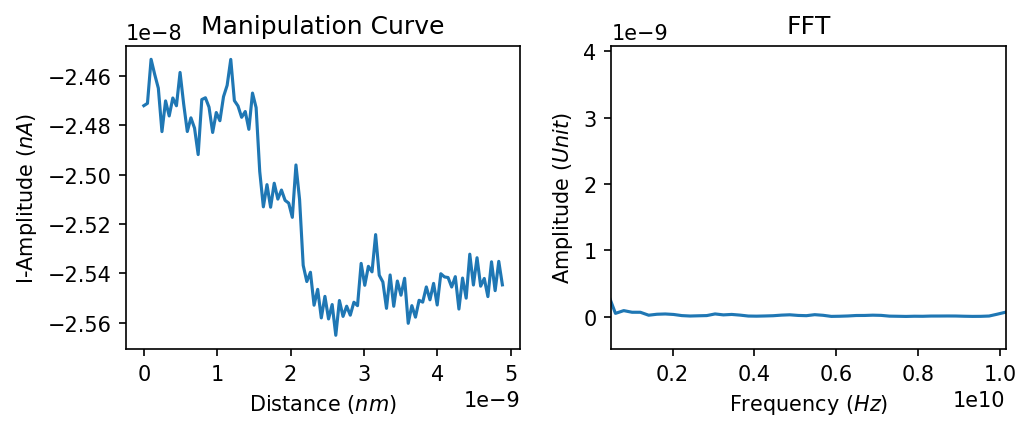 Manipulation Curve
1e−8
−2.46
−2.48
−2.50
−2.52
−2.54
−2.56
I-Amplitude (nA)
0 1 2 3 4 5
Distance (nm)
1e−9
FFT
1e−9
4
3
2
1
0
Amplitude (Unit)
0.2 0.4 0.6 0.8 1.0
Frequency (Hz)
1e10